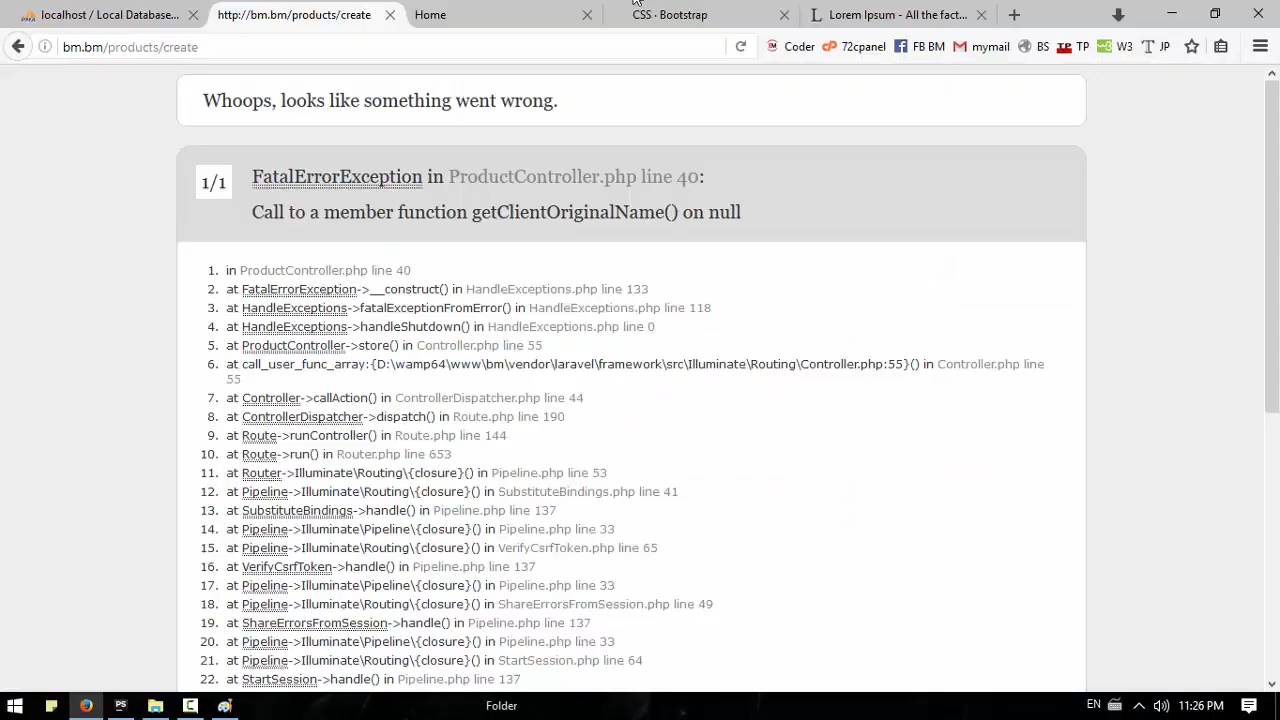 localhost / Local Database...
http://bm.bm/products/create
Home
CSS · Bootstrap
Lorem Ipsum - All the fact...
bm.bm/products/create
Coder
72cpanel
FB BM
mymail
BS
TP
W3
JP
Whoops, looks like something went wrong.
1/1
FatalErrorException in ProductController.php line 40:
Call to a member function getClientOriginalName() on null
1. in ProductController.php line 40
2. at FatalErrorException->__construct() in HandleExceptions.php line 133
3. at HandleExceptions->fatalExceptionFromError() in HandleExceptions.php line 118
4. at HandleExceptions->handleShutdown() in HandleExceptions.php line 0
5. at ProductController->store() in Controller.php line 55
6. at call_user_func_array:{D:\wamp64\www\bm\vendor\laravel\framework\src\Illuminate\Routing\Controller.php:55}() in Controller.php line
55
7. at Controller->callAction() in ControllerDispatcher.php line 44
8. at ControllerDispatcher->dispatch() in Route.php line 190
9. at Route->runController() in Route.php line 144
10. at Route->run() in Router.php line 653
11. at Router->Illuminate\Routing\{closure}() in Pipeline.php line 53
12. at Pipeline->Illuminate\Routing\{closure}() in SubstituteBindings.php line 41
13. at SubstituteBindings->handle() in Pipeline.php line 137
14. at Pipeline->Illuminate\Pipeline\{closure}() in Pipeline.php line 33
15. at Pipeline->Illuminate\Routing\{closure}() in VerifyCsrfToken.php line 65
16. at VerifyCsrfToken->handle() in Pipeline.php line 137
17. at Pipeline->Illuminate\Pipeline\{closure}() in Pipeline.php line 33
18. at Pipeline->Illuminate\Routing\{closure}() in ShareErrorsFromSession.php line 49
19. at ShareErrorsFromSession->handle() in Pipeline.php line 137
20. at Pipeline->Illuminate\Pipeline\{closure}() in Pipeline.php line 33
21. at Pipeline->Illuminate\Routing\{closure}() in StartSession.php line 64
22. at StartSession->handle() in Pipeline.php line 137
Folder
EN
11:26 PM